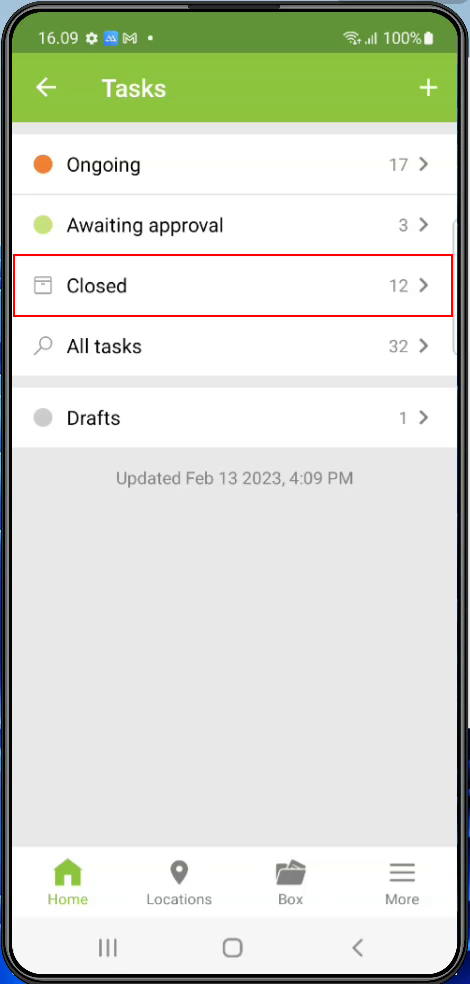 16.09 100%
Tasks
Ongoing 17
Awaiting approval 3
Closed 12
All tasks 32
Drafts 1
Updated Feb 13 2023, 4:09 PM
Home Locations Box More